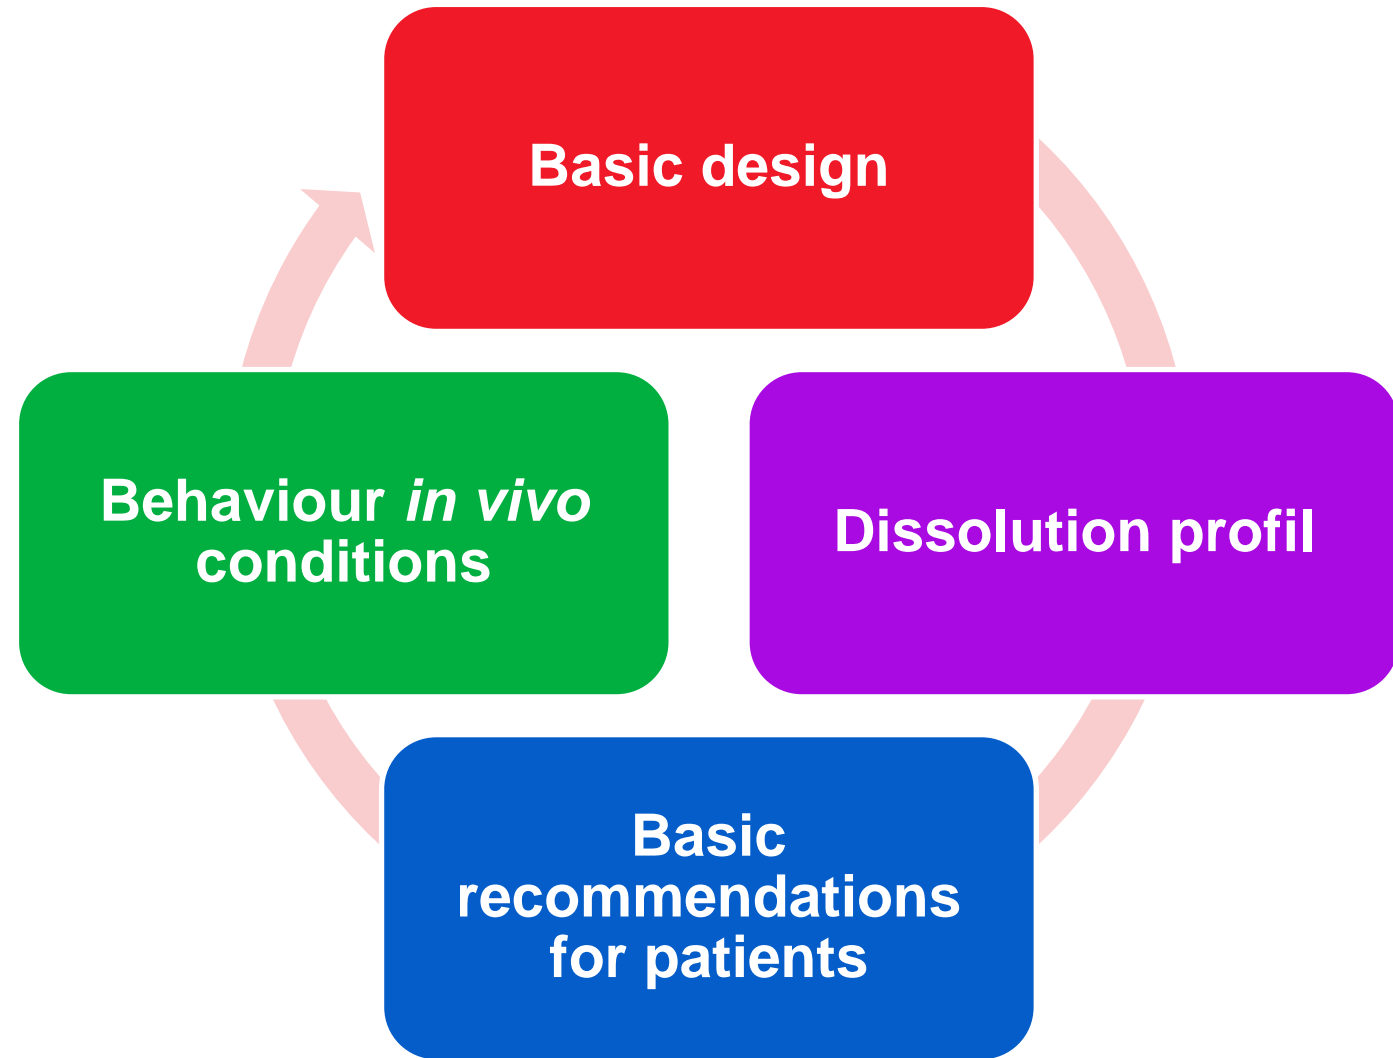 Basic design
Dissolution profil
Basic
recommendations
for patients
Behaviour in vivo
conditions